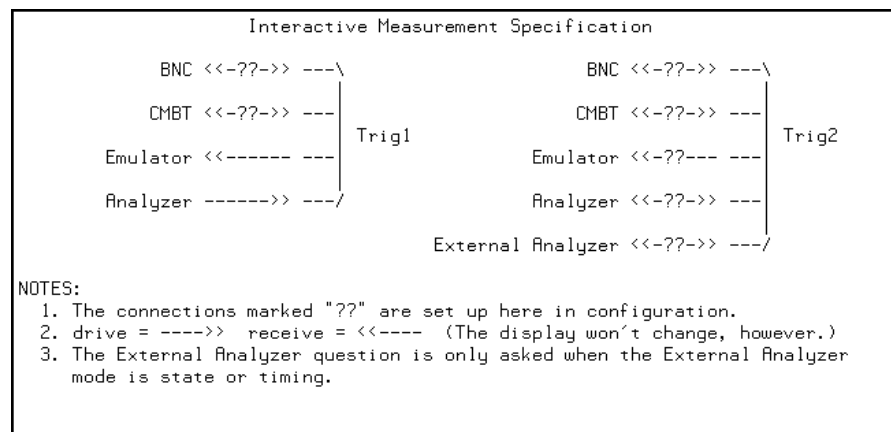 Interactive Measurement Specification
BNC <<-??->> ---\ BNC <<-??->> ---\
CMBT <<-??->> --- CMBT <<-??->> ---
Trig1 Trig2
Emulator <<------ --- Emulator <<-??--- ---
Analyzer ------>> ---/ Analyzer <<-??->> ---
External Analyzer <<-??->> ---/
NOTES:
1. The connections marked "??" are set up here in configuration.
2. drive = ---->> receive = <<---- (The display won´t change, however.)
3. The External Analyzer question is only asked when the External Analyzer
mode is state or timing.